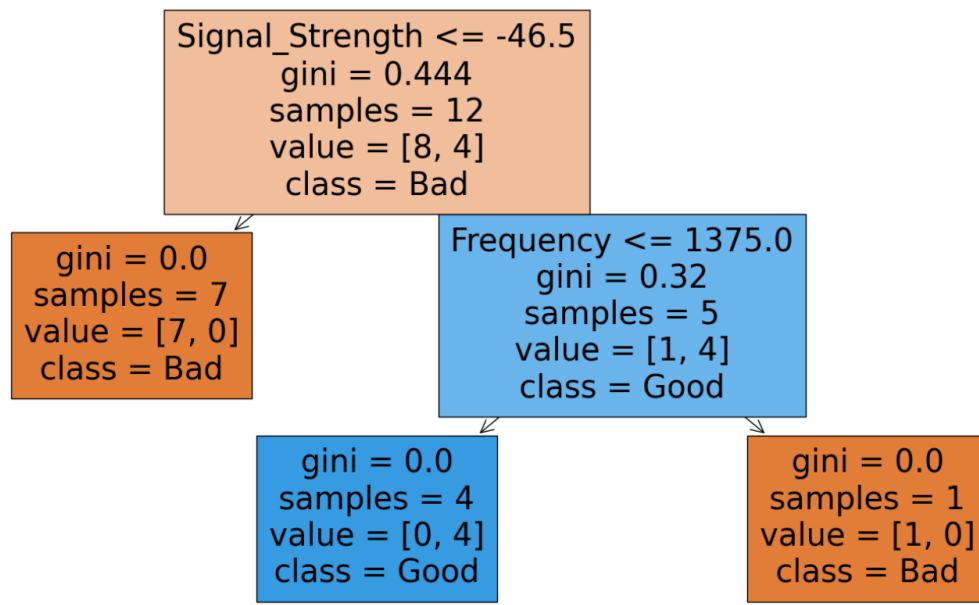 Signal_Strength <= -46.5
gini = 0.444
samples = 12
value = [8, 4]
class = Bad
gini = 0.0
samples = 7
value = [7, 0]
class = Bad
Frequency <= 1375.0
gini = 0.32
samples = 5
value = [1, 4]
class = Good
gini = 0.0
samples = 4
value = [0, 4]
class = Good
gini = 0.0
samples = 1
value = [1, 0]
class = Bad